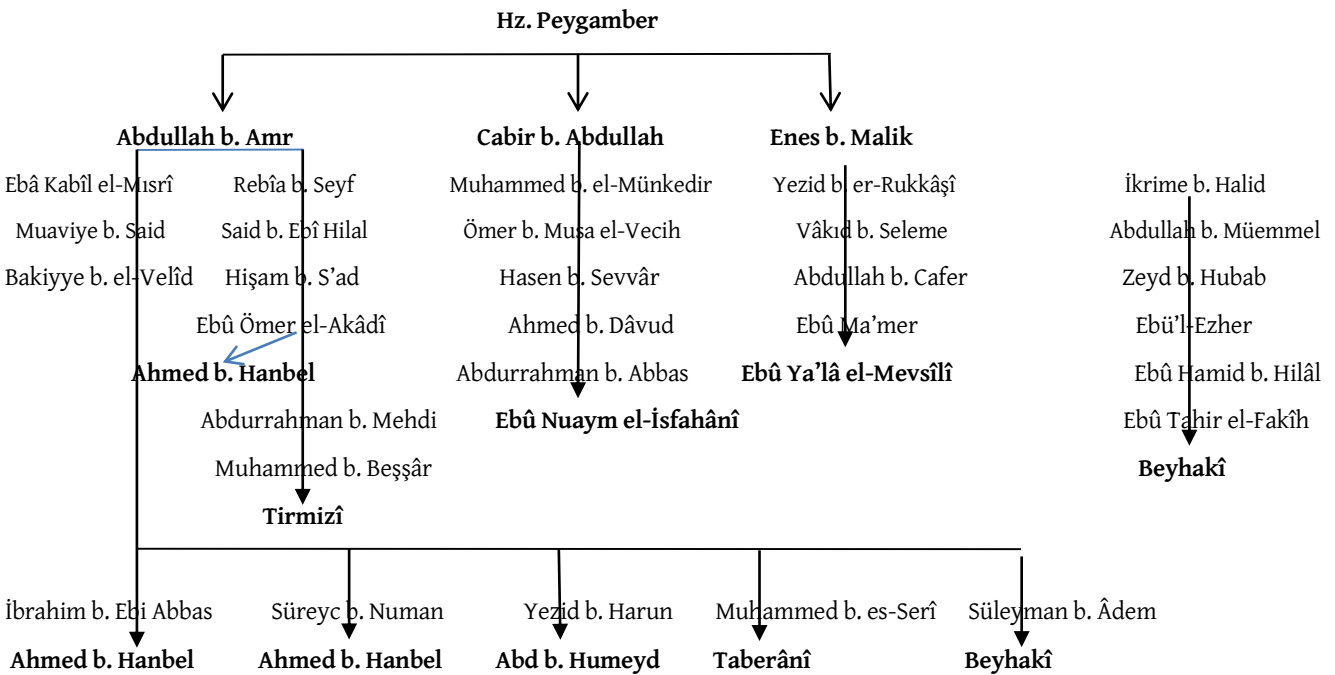 Hz. Peygamber
Abdullah b. Amr Cabir b. Abdullah Enes b. Malik
Ebâ Kabîl el-Mısrî Rebîa b. Seyf Muhammed b. el-Münkedir Yezid b. er-Rukkâşî İkrime b. Halid
Muaviye b. Said Said b. Ebî Hilal Ömer b. Musa el-Vecih Vâkıd b. Seleme Abdullah b. Müemmel
Bakiyye b. el-Velîd Hişam b. S’ad Hasen b. Sevvâr Abdullah b. Cafer Zeyd b. Hubab
Ebû Ömer el-Akâdî Ahmed b. Dâvud Ebû Ma’mer Ebü’l-Ezher
Ahmed b. Hanbel Abdurrahman b. Abbas Ebû Ya’lâ el-Mevsîlî Ebû Hamid b. Hilâl
Abdurrahman b. Mehdi Ebû Nuaym el-İsfahânî Ebû Tahir el-Fakîh
Muhammed b. Beşşâr Beyhakî
Tirmizî
İbrahim b. Ebi Abbas Süreyc b. Numan Yezid b. Harun Muhammed b. es-Serî Süleyman b. Âdem
Ahmed b. Hanbel Ahmed b. Hanbel Abd b. Humeyd Taberânî Beyhakî